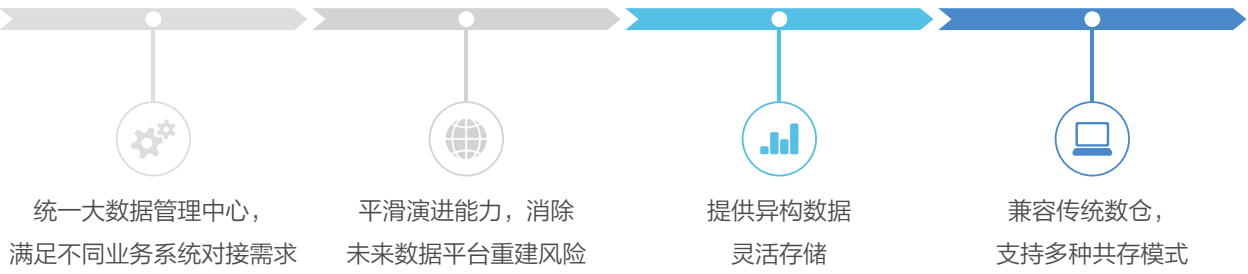 统一大数据管理中心，
满足不同业务系统对接需求
平滑演进能力，消除
未来数据平台重建风险
提供异构数据
灵活存储
兼容传统数仓，
支持多种共存模式